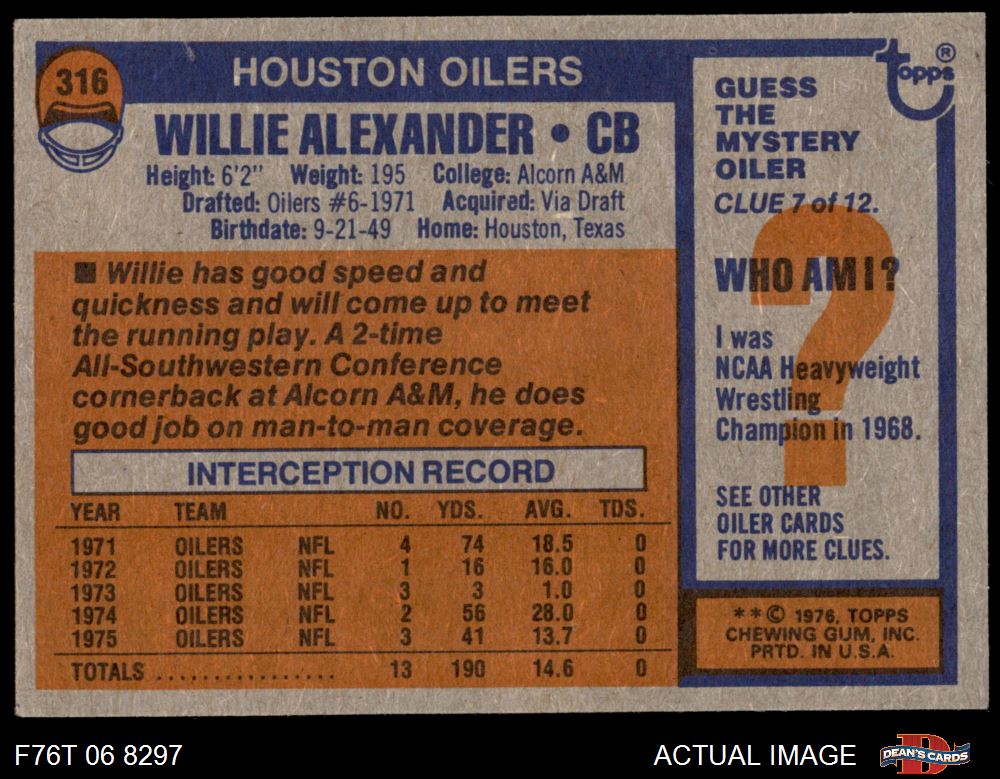 316
HOUSTON OILERS
WILLIE ALEXANDER • CB
Height: 6'2" Weight: 195 College: Alcorn A&M
Drafted: Oilers #6-1971 Acquired: Via Draft
Birthdate: 9-21-49 Home: Houston, Texas
■ Willie has good speed and
quickness and will come up to meet
the running play. A 2-time
All-Southwestern Conference
cornerback at Alcorn A&M, he does
good job on man-to-man coverage.
INTERCEPTION RECORD
YEAR TEAM NO. YDS. AVG. TDS.
1971 OILERS NFL 4 74 18.5 0
1972 OILERS NFL 1 16 16.0 0
1973 OILERS NFL 3 3 1.0 0
1974 OILERS NFL 2 56 28.0 0
1975 OILERS NFL 3 41 13.7 0
TOTALS ................ 13 190 14.6 0
topps®
GUESS
THE
MYSTERY
OILER
CLUE 7 of 12.
?
WHO AM I?
I was
NCAA Heavyweight
Wrestling
Champion in 1968.
SEE OTHER
OILER CARDS
FOR MORE CLUES.
**© 1976, TOPPS
CHEWING GUM, INC.
PRTD. IN U.S.A.
F76T 06 8297
ACTUAL IMAGE
DEAN'S CARDS